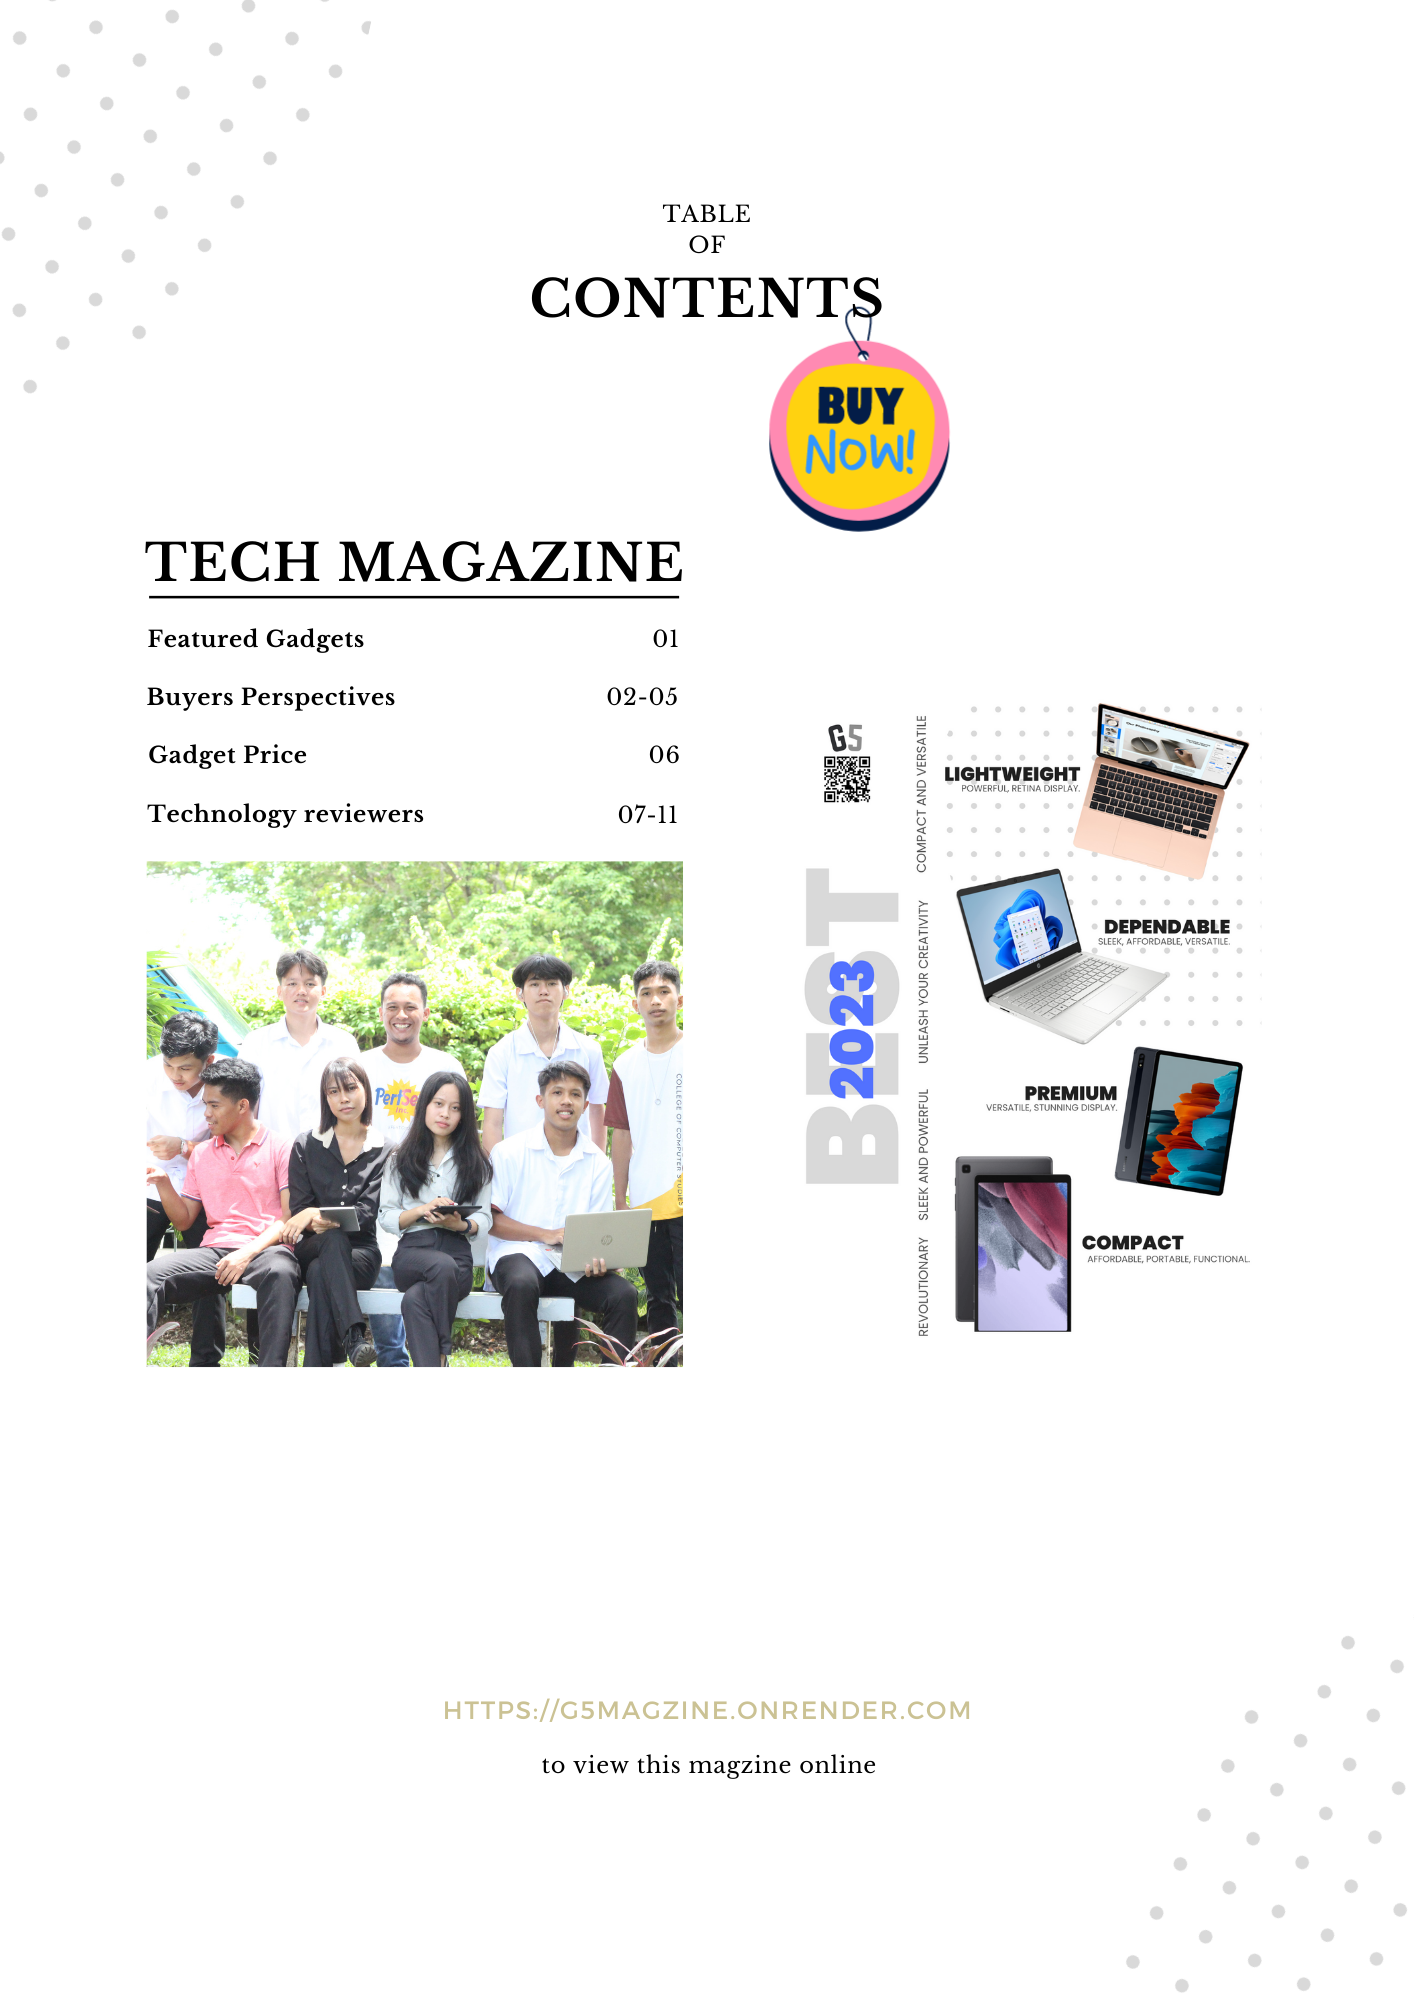 TABLE
OF
CONTENTS
BUY
NOW!
TECH MAGAZINE
Featured Gadgets 01
Buyers Perspectives 02-05
Gadget Price 06
Technology reviewers 07-11
PertSe
Inc.
COLLEGE OF COMPUTER STUDIES
G5
BEST
2023
COMPACT AND VERSATILE
UNLEASH YOUR CREATIVITY
SLEEK AND POWERFUL
REVOLUTIONARY
LIGHTWEIGHT
POWERFUL, RETINA DISPLAY.
DEPENDABLE
SLEEK, AFFORDABLE, VERSATILE.
PREMIUM
VERSATILE, STUNNING DISPLAY.
COMPACT
AFFORDABLE, PORTABLE, FUNCTIONAL.
HTTPS://G5MAGZINE.ONRENDER.COM
to view this magzine online